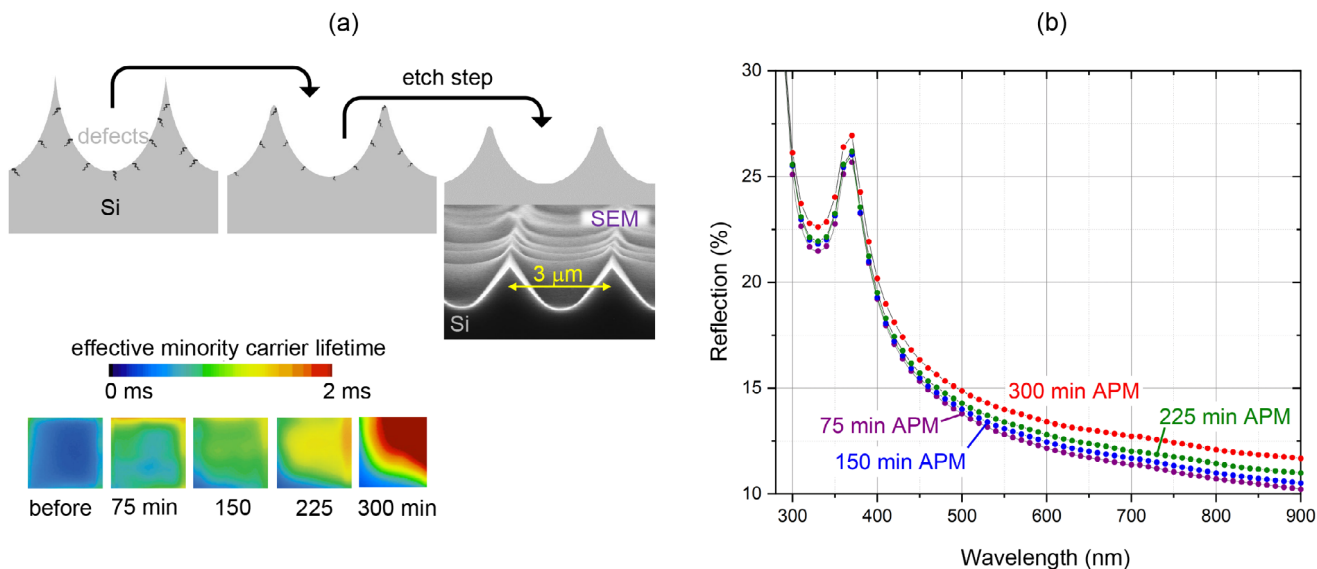 (a)
etch step
defects
Si
SEM
3 μm
Si
effective minority carrier lifetime
0 ms 2 ms
before 75 min 150 225 300 min
(b)
30
25
20
15
10
Reflection (%)
300 min APM
225 min APM
75 min APM
150 min APM
300 400 500 600 700 800 900
Wavelength (nm)